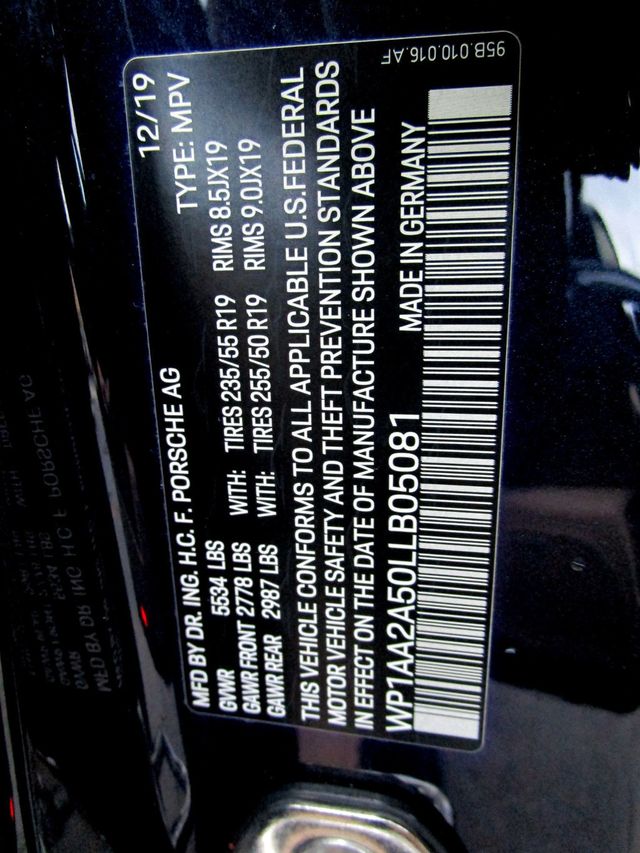 12/19
MFD BY DR. ING. H.C. F. PORSCHE AG TYPE: MPV
GVWR 5534 LBS
GAWR FRONT 2778 LBS WITH: TIRES 235/55 R19 RIMS 8.5JX19
GAWR REAR 2987 LBS WITH: TIRES 255/50 R19 RIMS 9.0JX19
THIS VEHICLE CONFORMS TO ALL APPLICABLE U.S.FEDERAL
MOTOR VEHICLE SAFETY AND THEFT PREVENTION STANDARDS
IN EFFECT ON THE DATE OF MANUFACTURE SHOWN ABOVE
WP1AA2A50LLB05081 MADE IN GERMANY
95B.010.016.AF